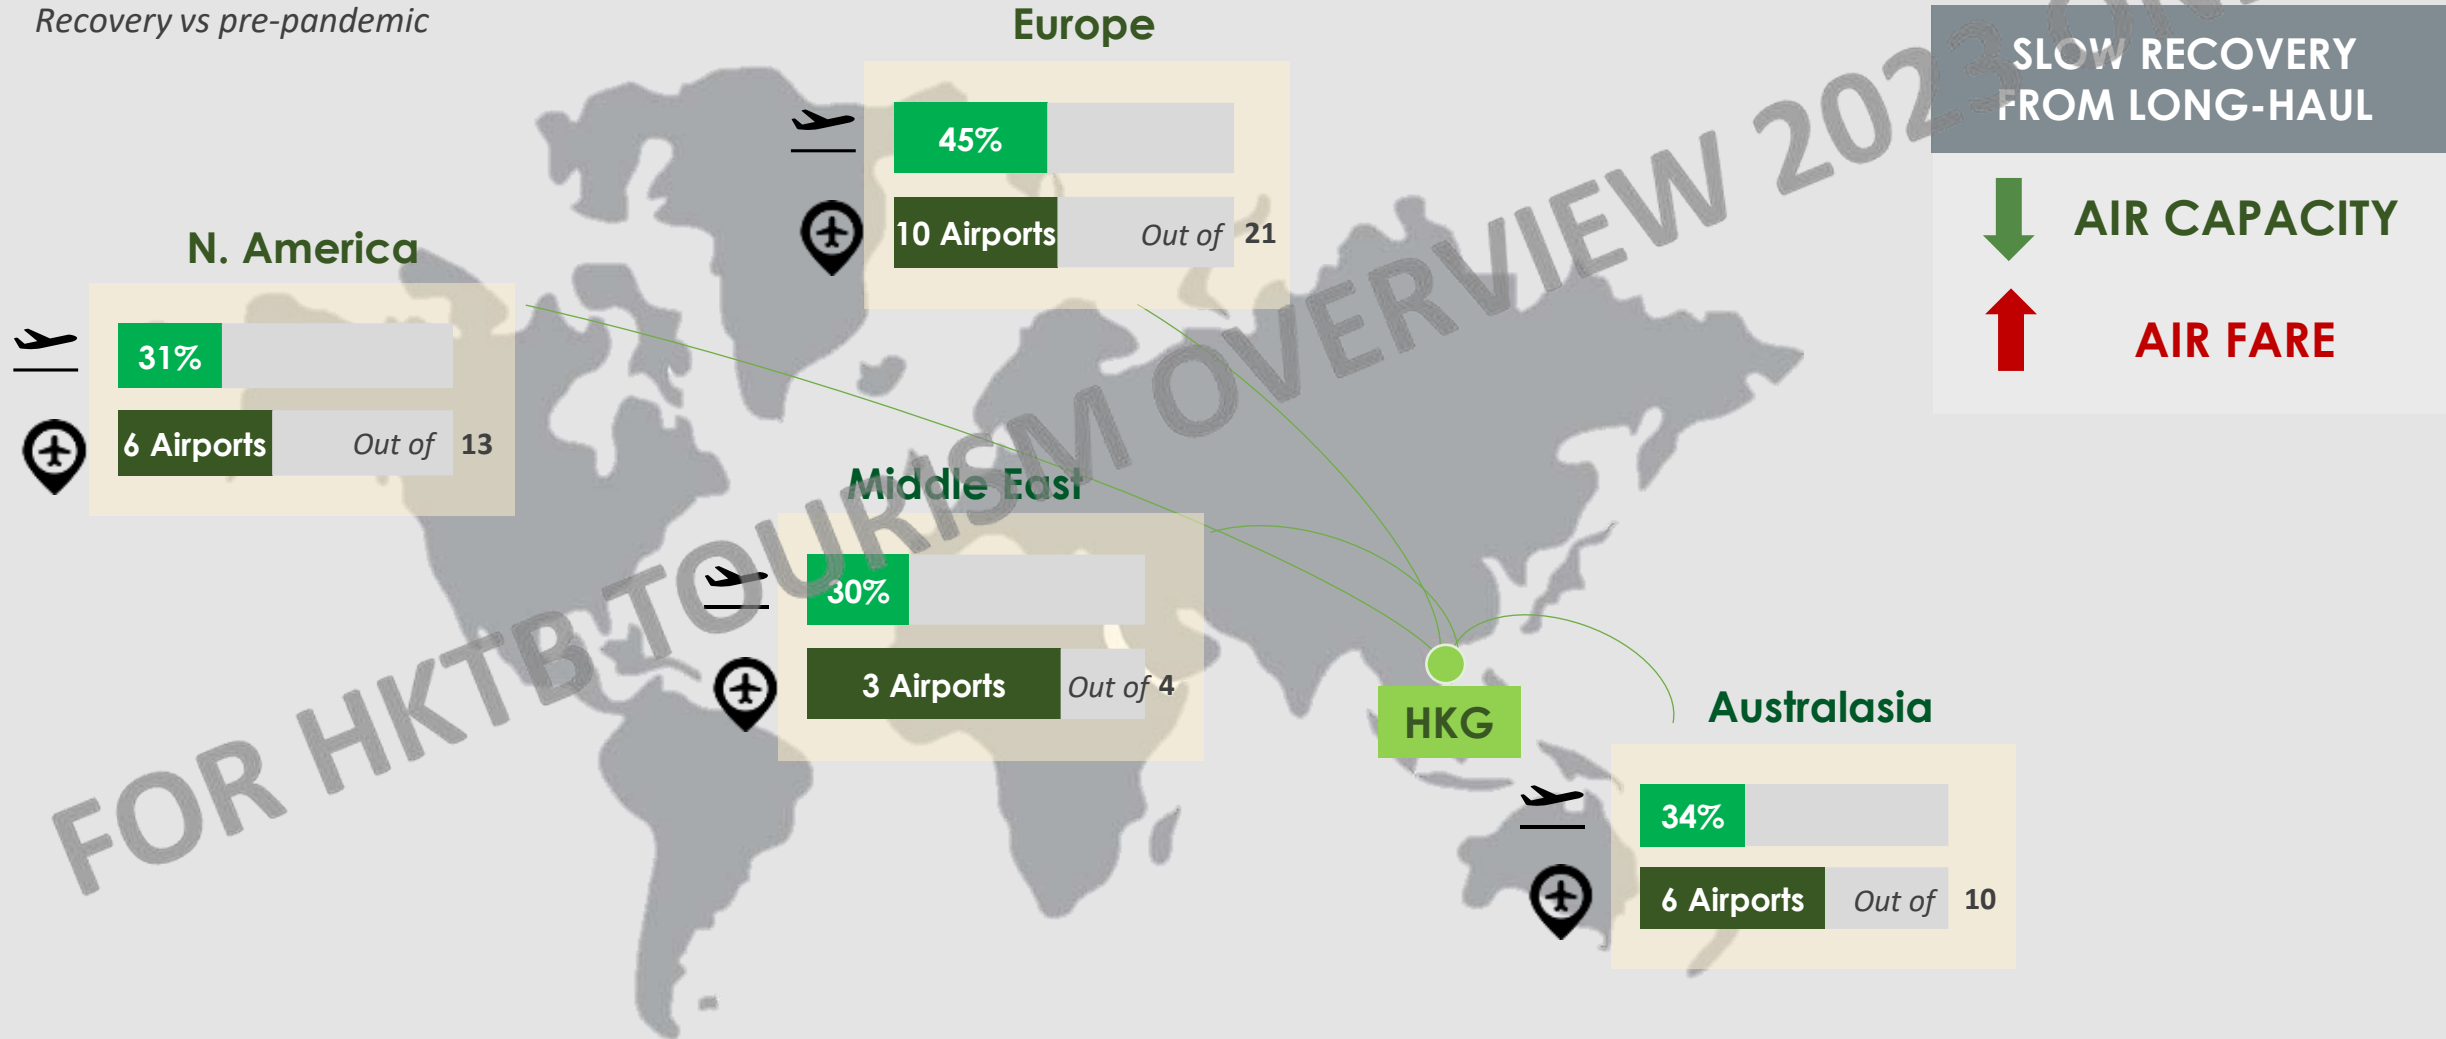 Recovery vs pre-pandemic
Europe
45%
10 Airports Out of 21
N. America
31%
6 Airports Out of 13
Middle East
30%
3 Airports Out of 4
HKG
Australasia
34%
6 Airports Out of 10
SLOW RECOVERY
FROM LONG-HAUL
AIR CAPACITY
AIR FARE
FOR HKTB TOURISM OVERVIEW 2023